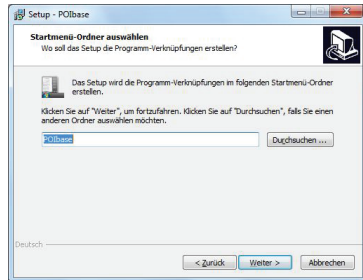 Setup - POIbase
Startmenü-Ordner auswählen
Wo soll das Setup die Programm-Verknüpfungen erstellen?
Das Setup wird die Programm-Verknüpfungen im folgenden Startmenü-Ordner
erstellen.
Klicken Sie auf "Weiter", um fortzufahren. Klicken Sie auf "Durchsuchen", falls Sie einen
anderen Ordner auswählen möchten.
POIbase
Durchsuchen ...
Deutsch
< Zurück
Weiter >
Abbrechen